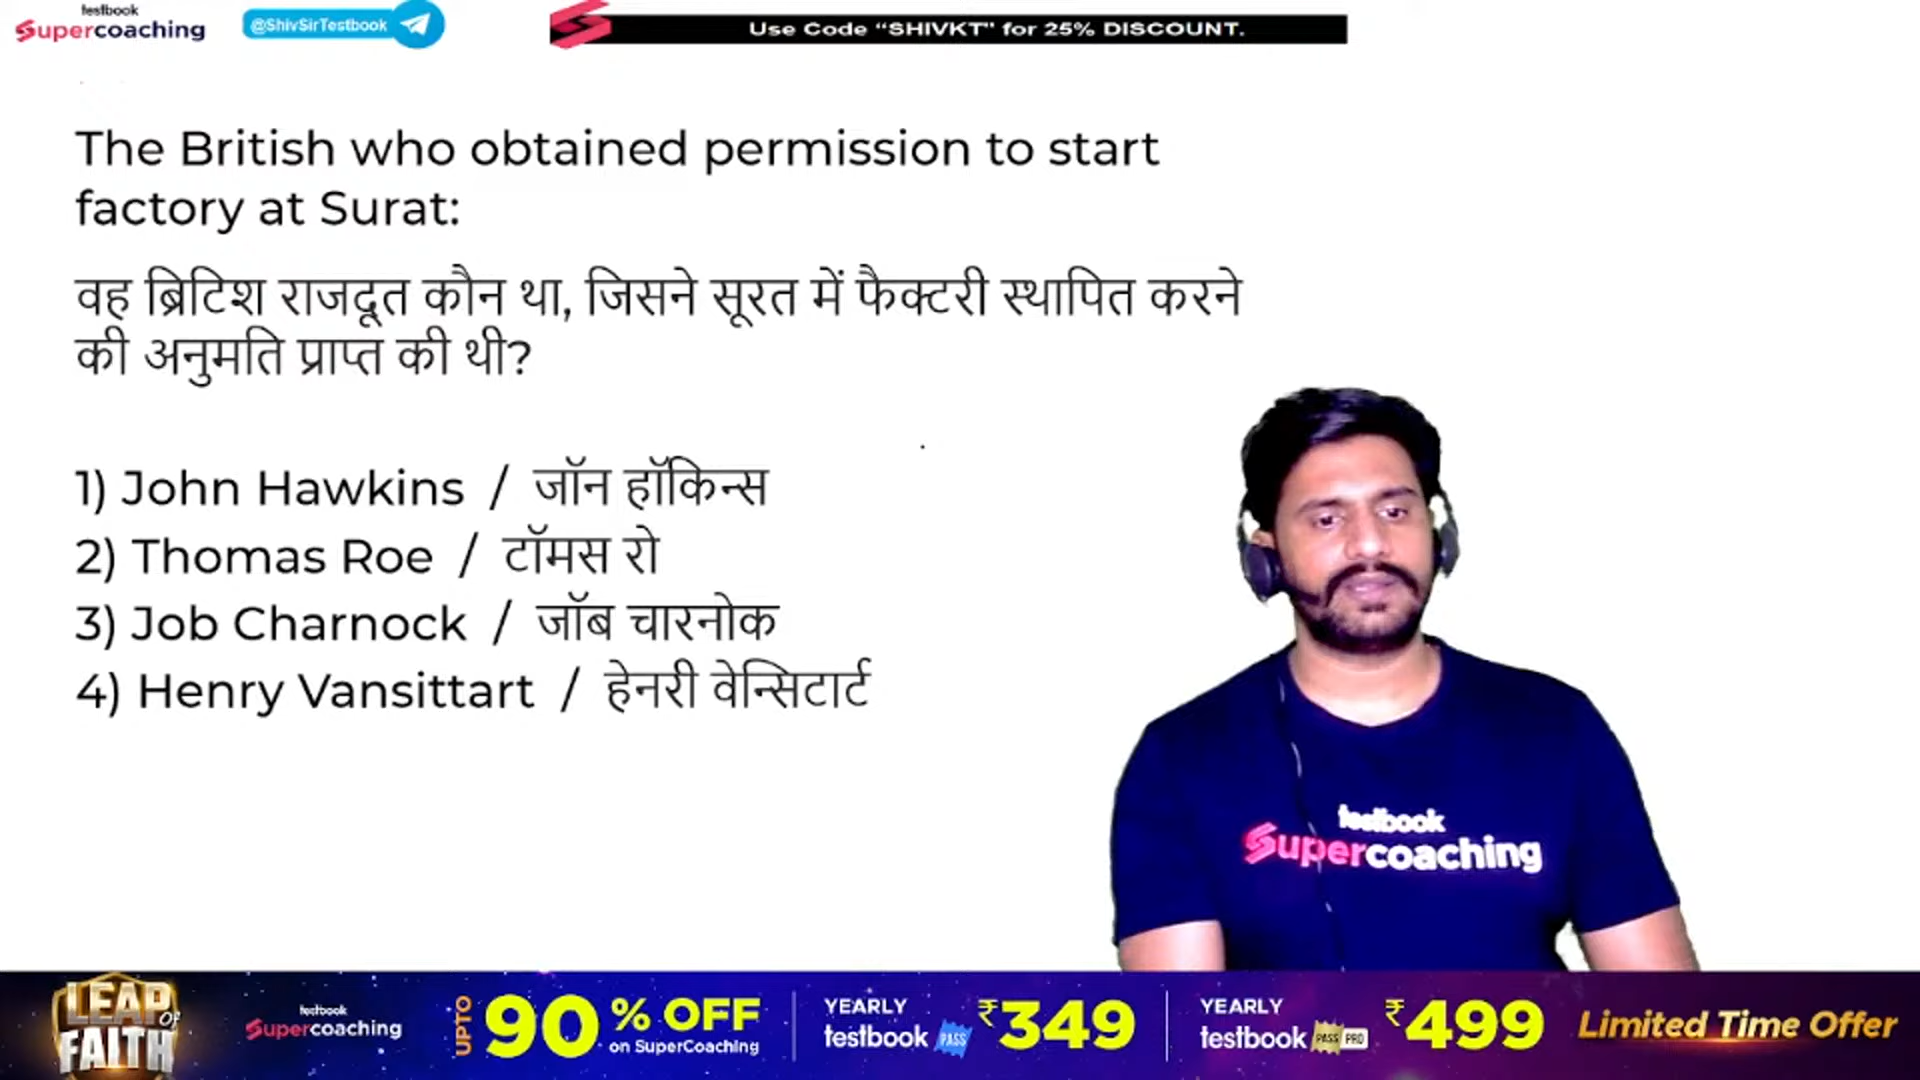 testbook
Supercoaching
@ShivSirTestbook
Use Code “SHIVKT" for 25% DISCOUNT.
The British who obtained permission to start
factory at Surat:
वह ब्रिटिश राजदूत कौन था, जिसने सूरत में फैक्टरी स्थापित करने
की अनुमति प्राप्त की थी?
1) John Hawkins / जॉन हॉकिन्स
2) Thomas Roe / टॉमस रो
3) Job Charnock / जॉब चारनोक
4) Henry Vansittart / हेनरी वेन्सिटार्ट
testbook
Supercoaching
LEAP OF
FAITH
testbook
Supercoaching
UPTO 90% OFF
on SuperCoaching
YEARLY
testbook PASS ₹349
YEARLY
testbook PASS PRO ₹499
Limited Time Offer